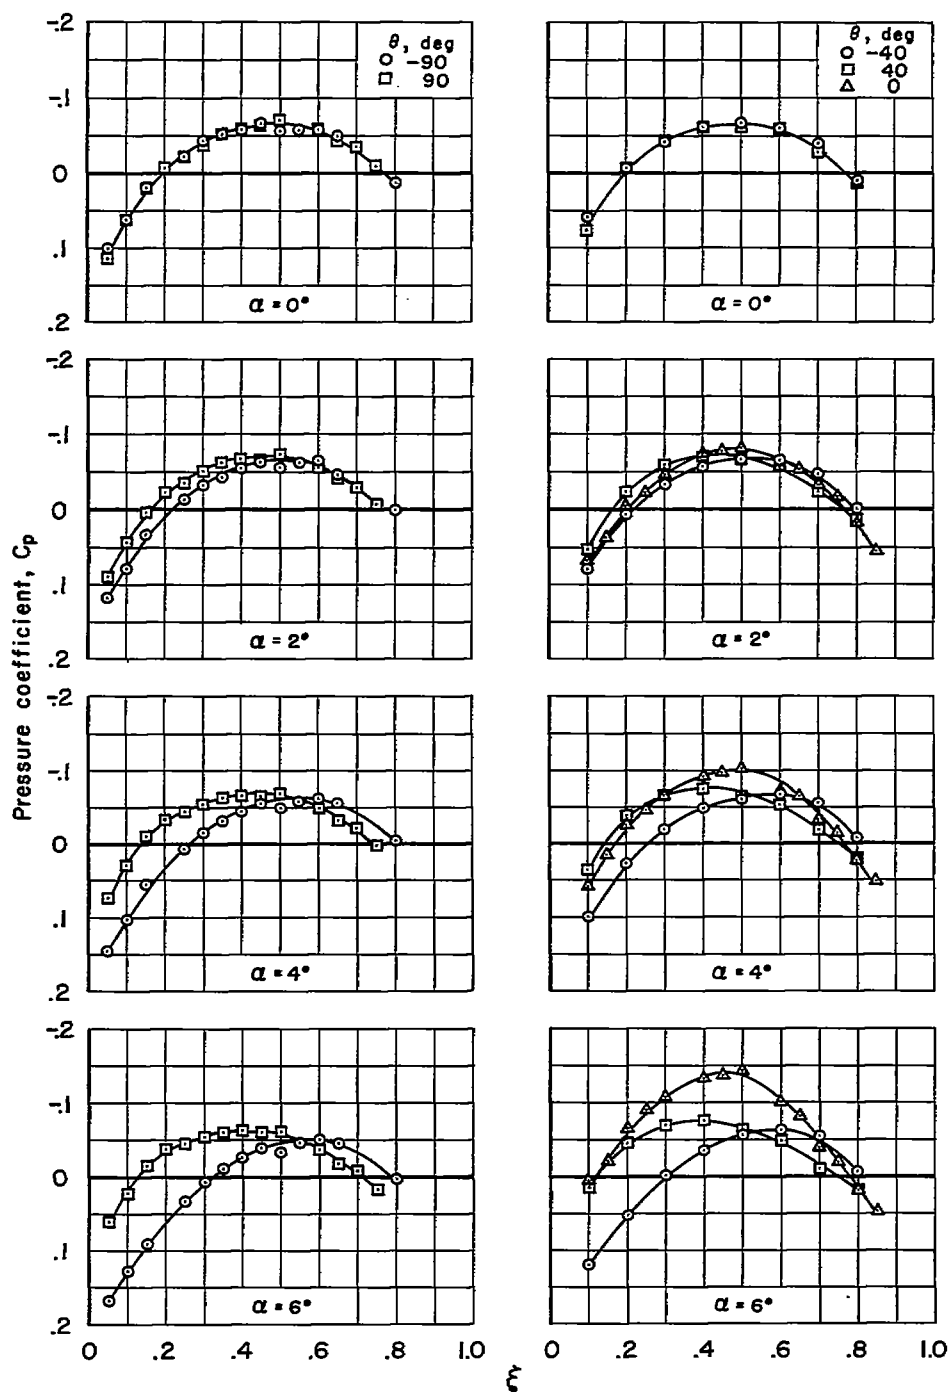 -.2
θ, deg
-90
90
-.1
0
.1
α = 0°
.2
θ, deg
-40
40
0
α = 0°
-.2
-.1
0
.1
α = 2°
.2
α = 2°
Pressure coefficient, Cp
-.2
-.1
0
.1
α = 4°
.2
α = 4°
-.2
-.1
0
.1
α = 6°
.2
α = 6°
0 .2 .4 .6 .8 1.0
0 .2 .4 .6 .8 1.0
ξ